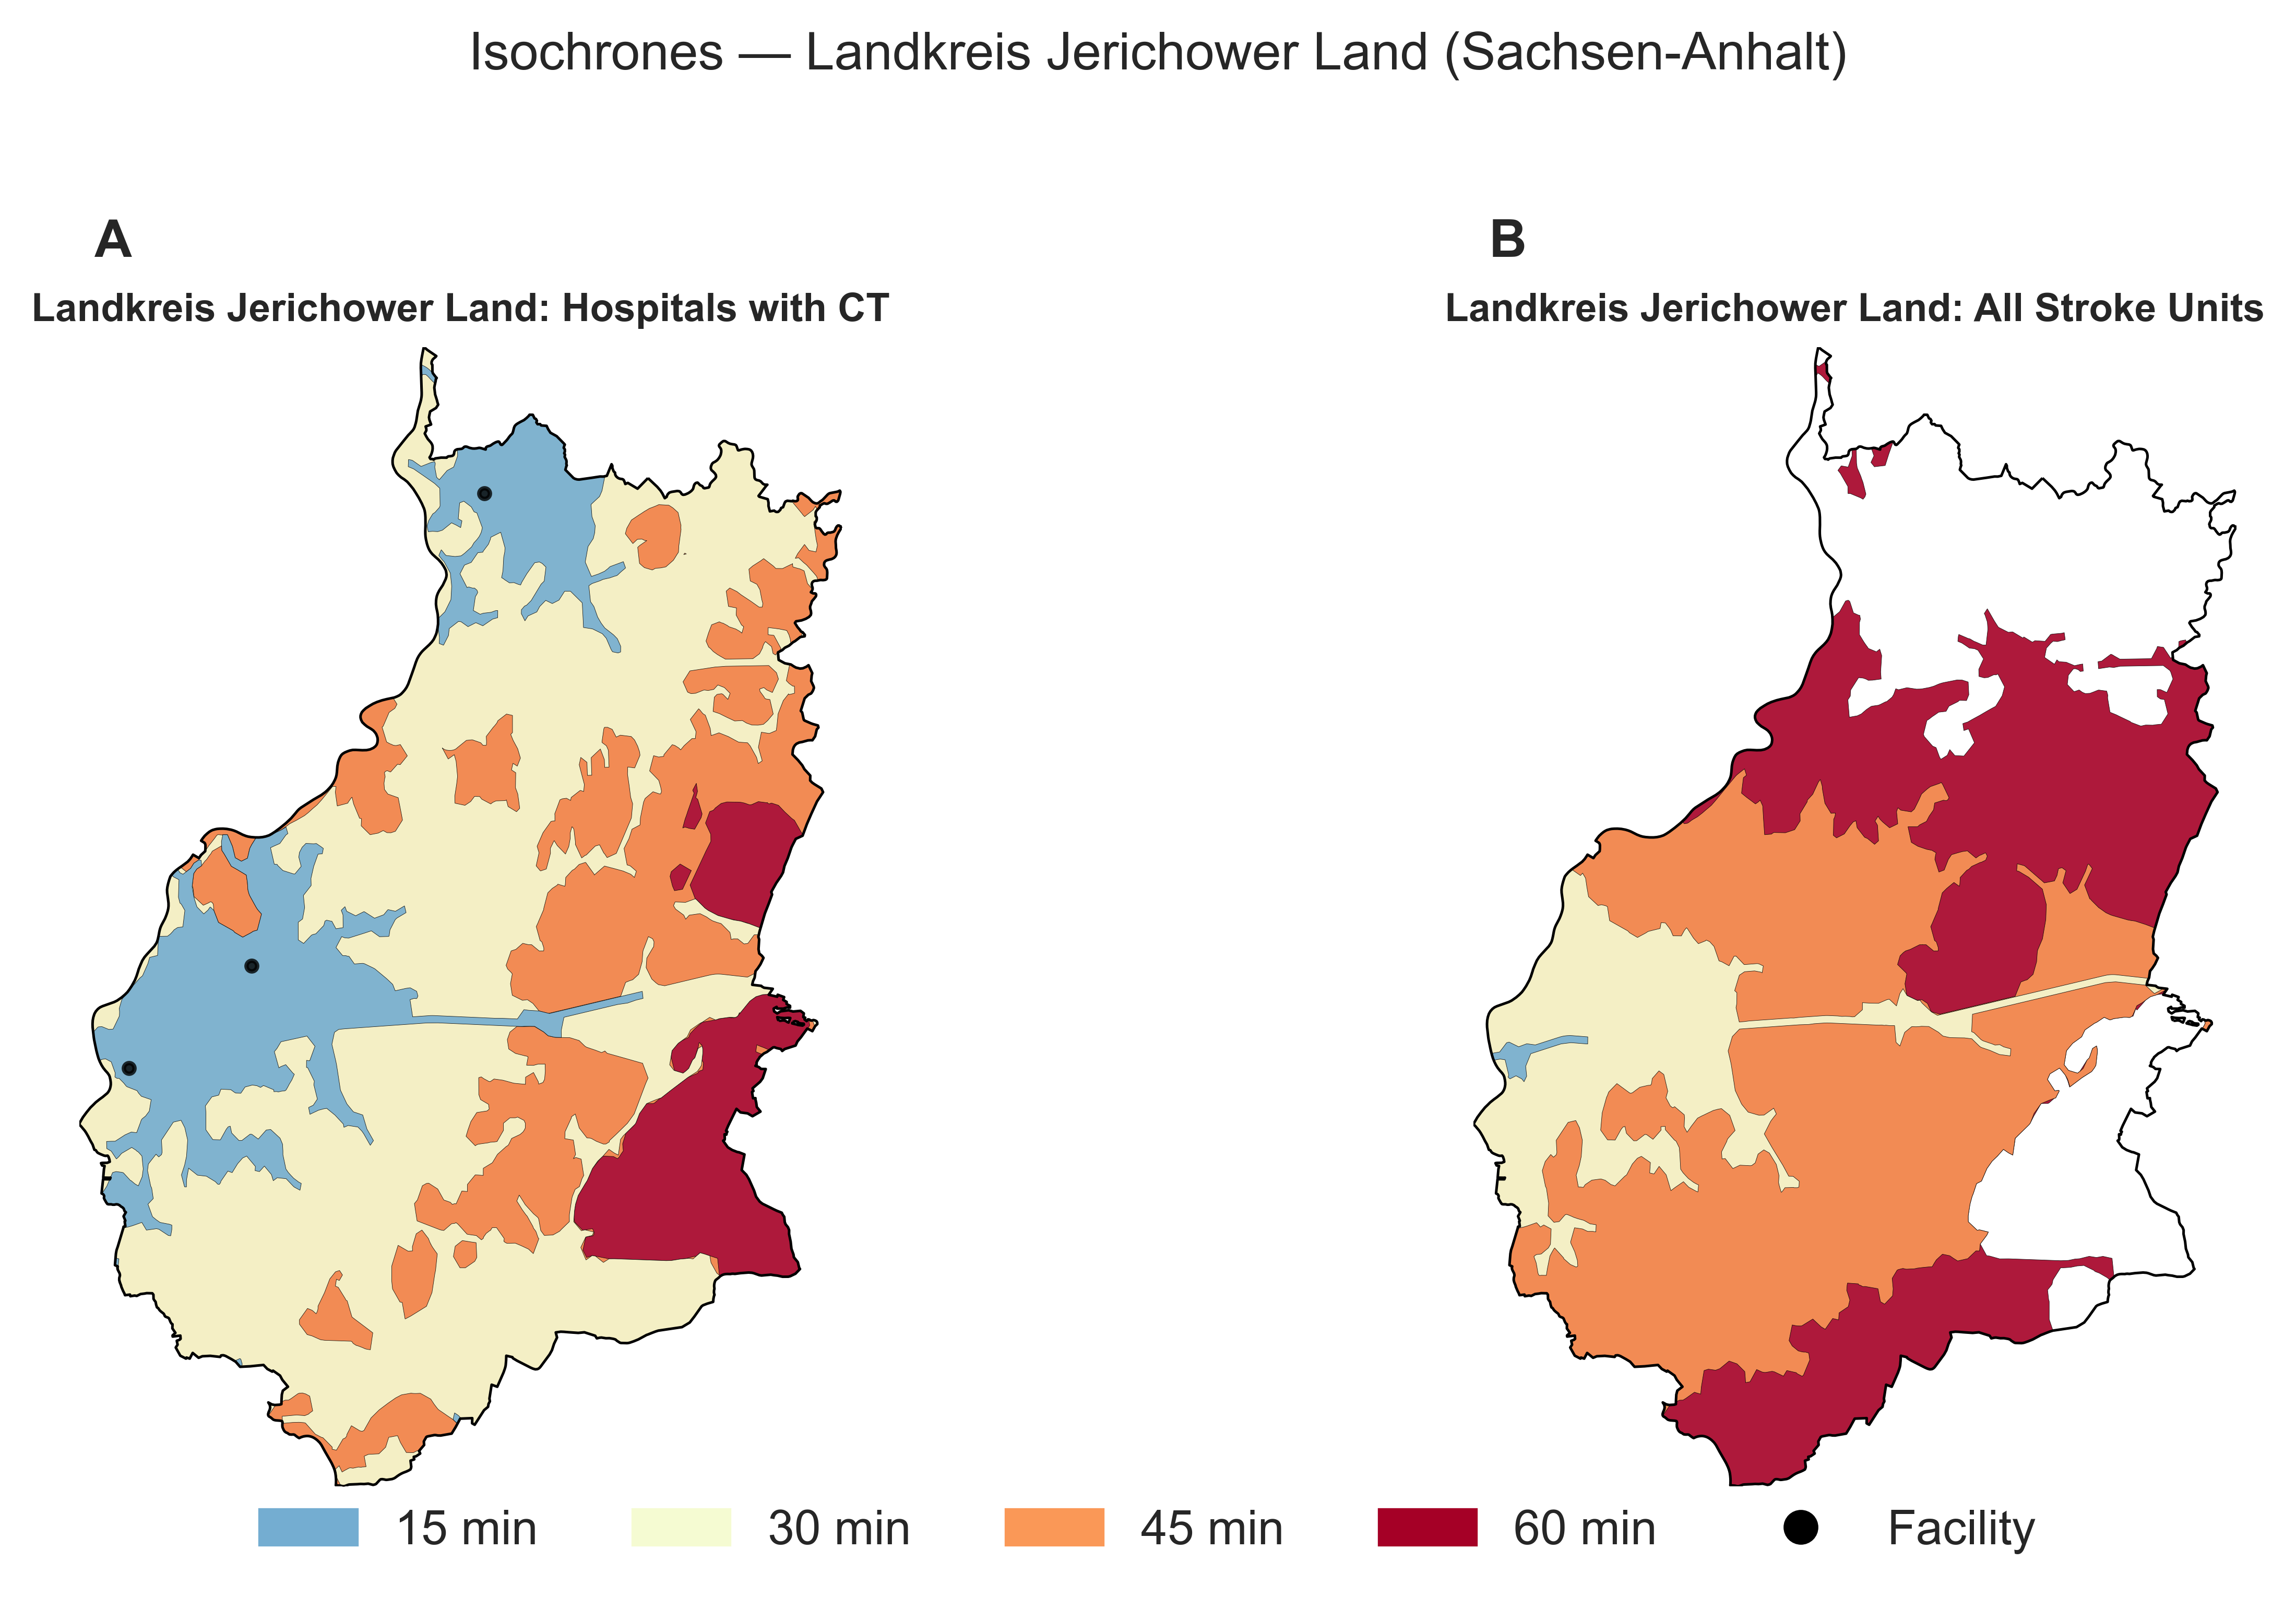 Isochrones — Landkreis Jerichower Land (Sachsen-Anhalt)
A
Landkreis Jerichower Land: Hospitals with CT
B
Landkreis Jerichower Land: All Stroke Units
15 min
30 min
45 min
60 min
Facility